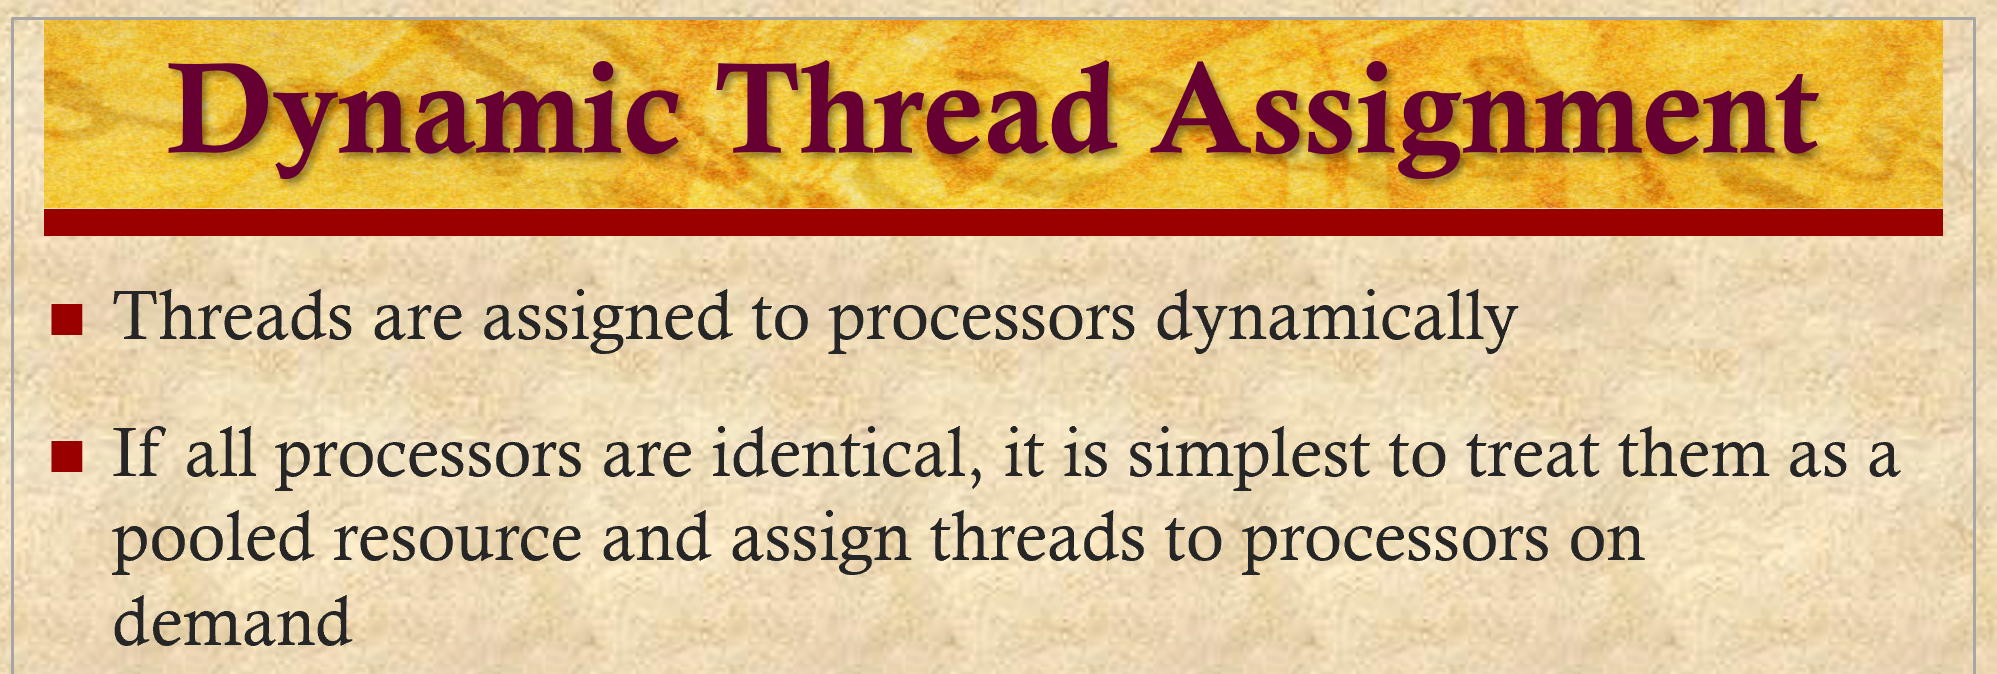 Dynamic Thread Assignment
Threads are assigned to processors dynamically
If all processors are identical, it is simplest to treat them as a
pooled resource and assign threads to processors on
demand